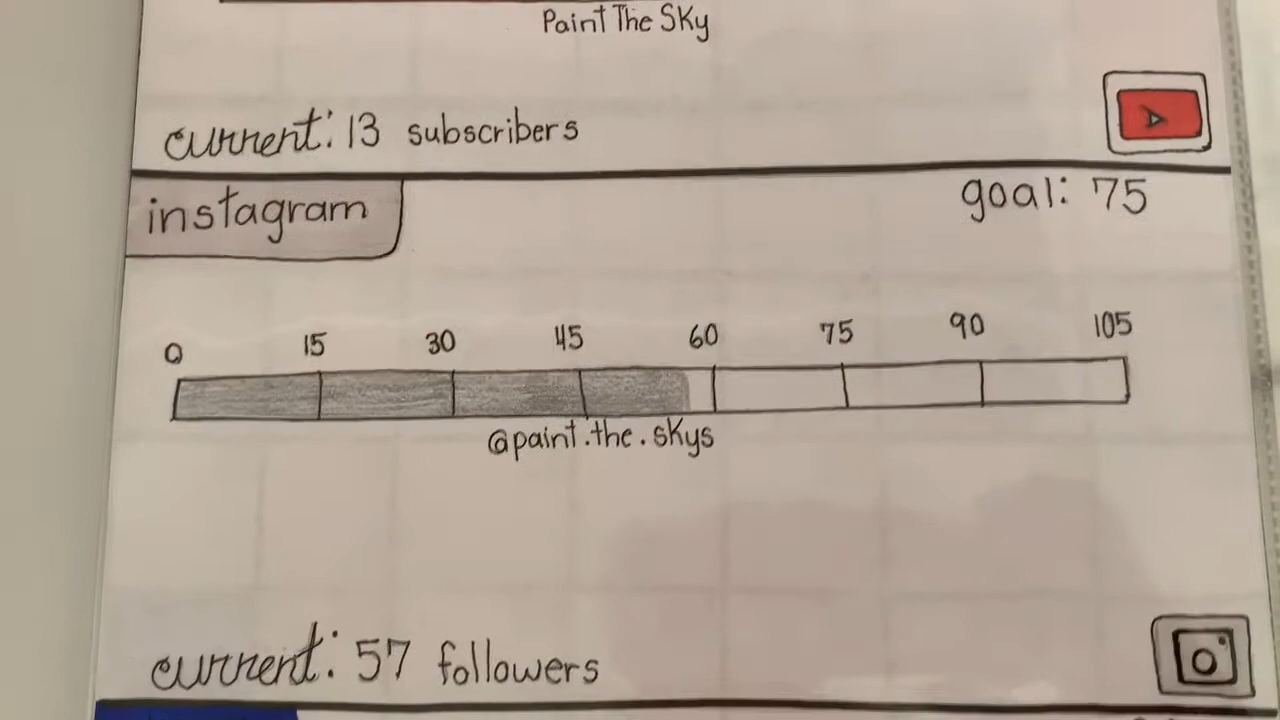 Paint The Sky
current: 13 subscribers
instagram
goal: 75
0 15 30 45 60 75 90 105
@paint.the.skys
current: 57 followers